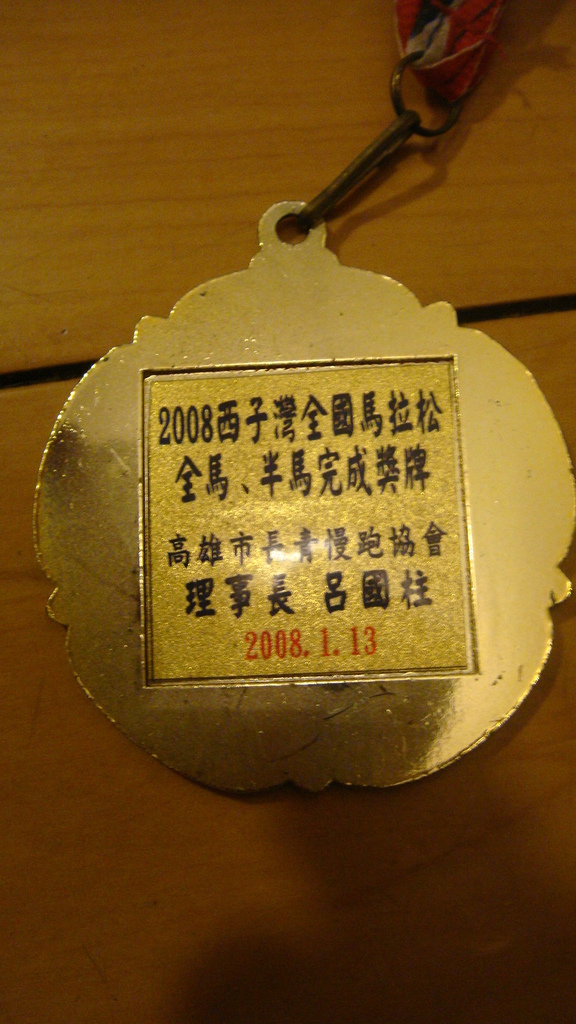 2008西子灣全國馬拉松
全馬、半馬完成獎牌
高雄市長青慢跑協會
理事長 呂國柱
2008.1.13